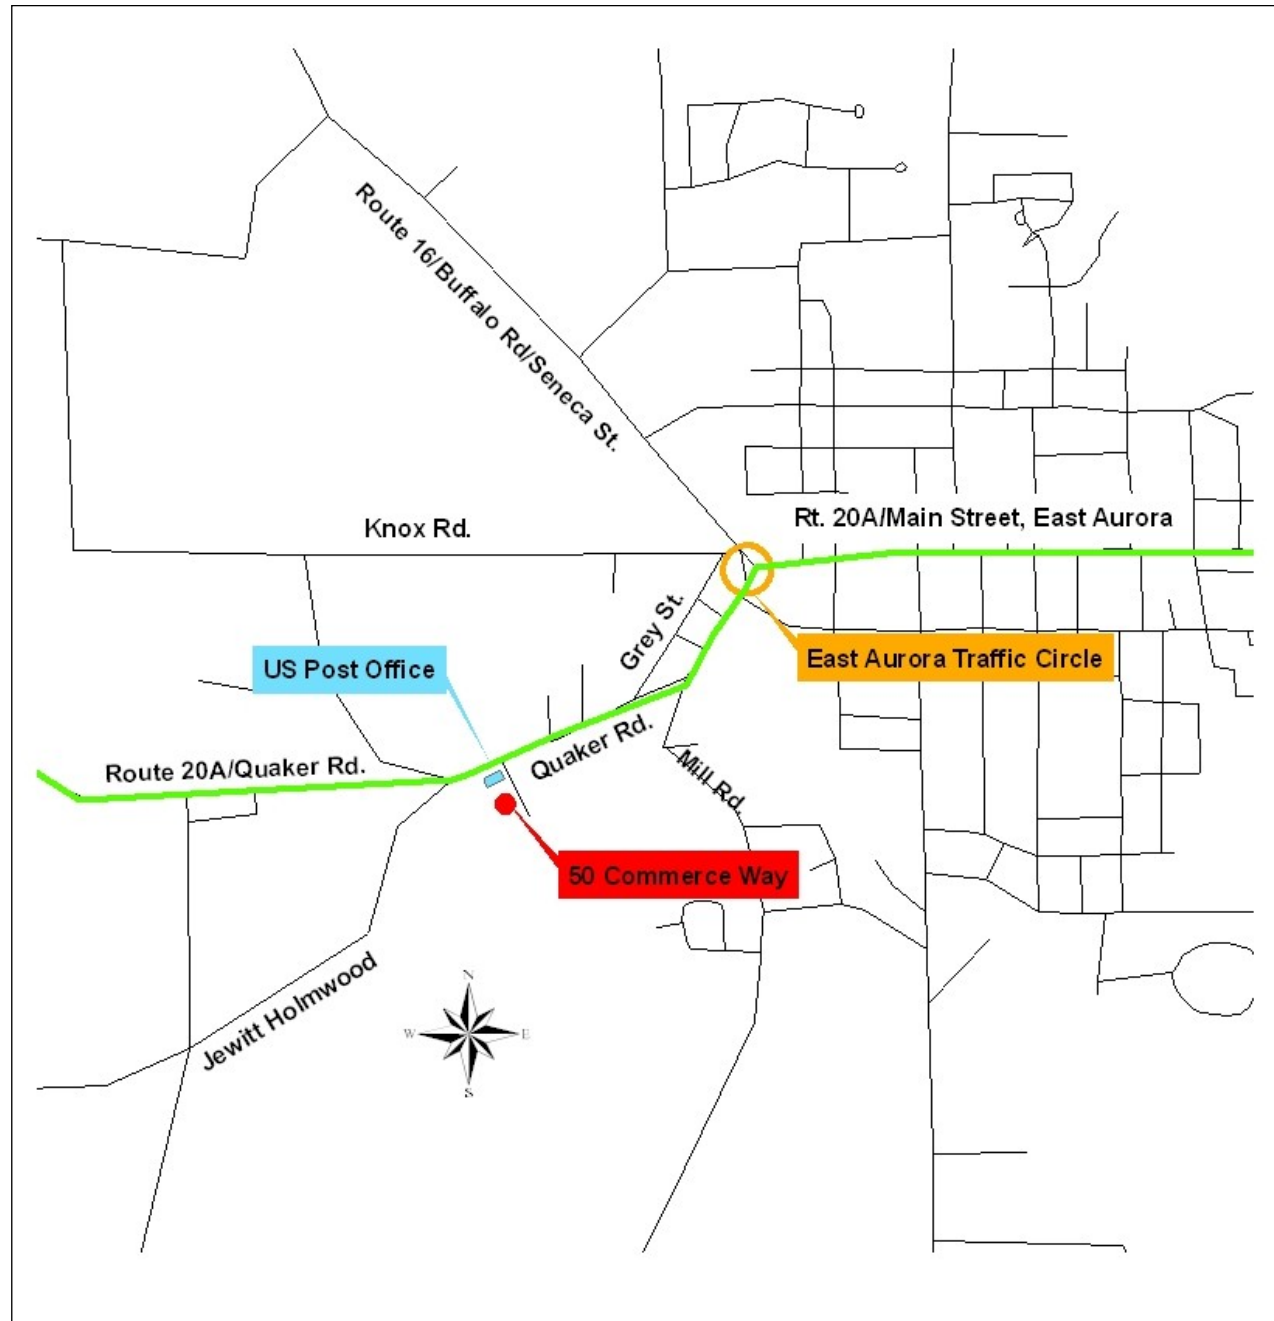 Route 16/Buffalo Rd/Seneca St.
Rt. 20A/Main Street, East Aurora
Knox Rd.
Grey St.
East Aurora Traffic Circle
US Post Office
Quaker Rd.
Route 20A/Quaker Rd.
Mill Rd.
50 Commerce Way
Jewitt Holmwood
N
W
E
S